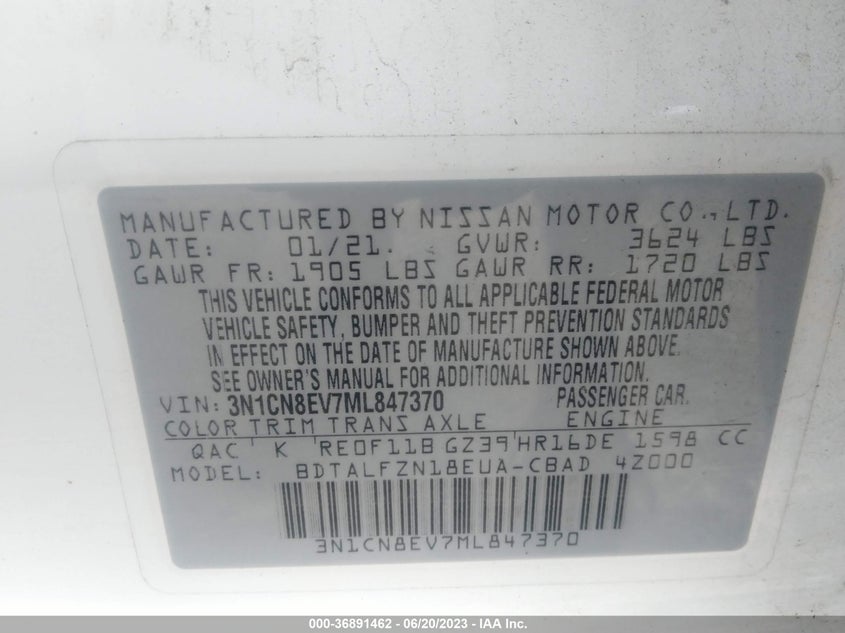 MANUFACTURED BY NISSAN MOTOR CO., LTD.
DATE: 01/21. GVWR: 3624 LBS
GAWR FR: 1905 LBS GAWR RR: 1720 LBS
THIS VEHICLE CONFORMS TO ALL APPLICABLE FEDERAL MOTOR
VEHICLE SAFETY, BUMPER AND THEFT PREVENTION STANDARDS
IN EFFECT ON THE DATE OF MANUFACTURE SHOWN ABOVE.
SEE OWNER'S MANUAL FOR ADDITIONAL INFORMATION.
VIN: 3N1CN8EV7ML847370 PASSENGER CAR.
COLOR TRIM TRANS AXLE ENGINE
QAC K RE0F11B GZ39 HR16DE 1598 CC
MODEL: BDTALFZN18EUA-CBAD 4Z000
3N1CN8EV7ML847370
000-36891462 - 06/20/2023 - IAA Inc.